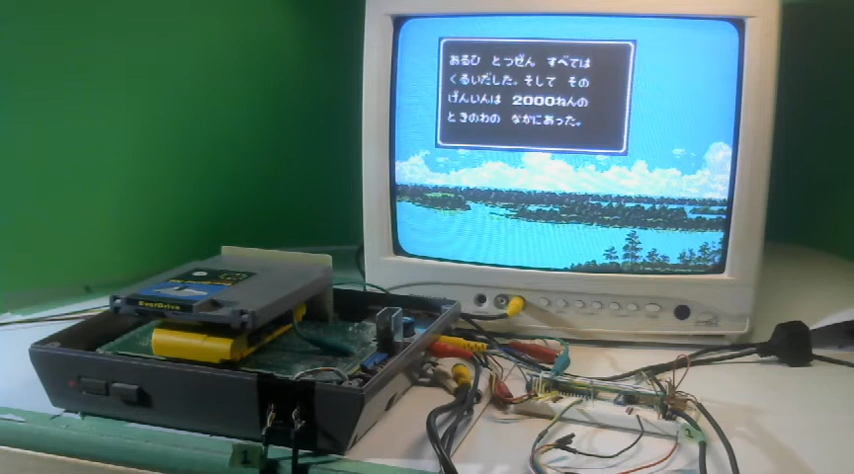 あるひ とつぜん すべては
くるいだした。そして その
げんいんは 2000ねんの
ときのわの なかにあった。
EverDrive
1